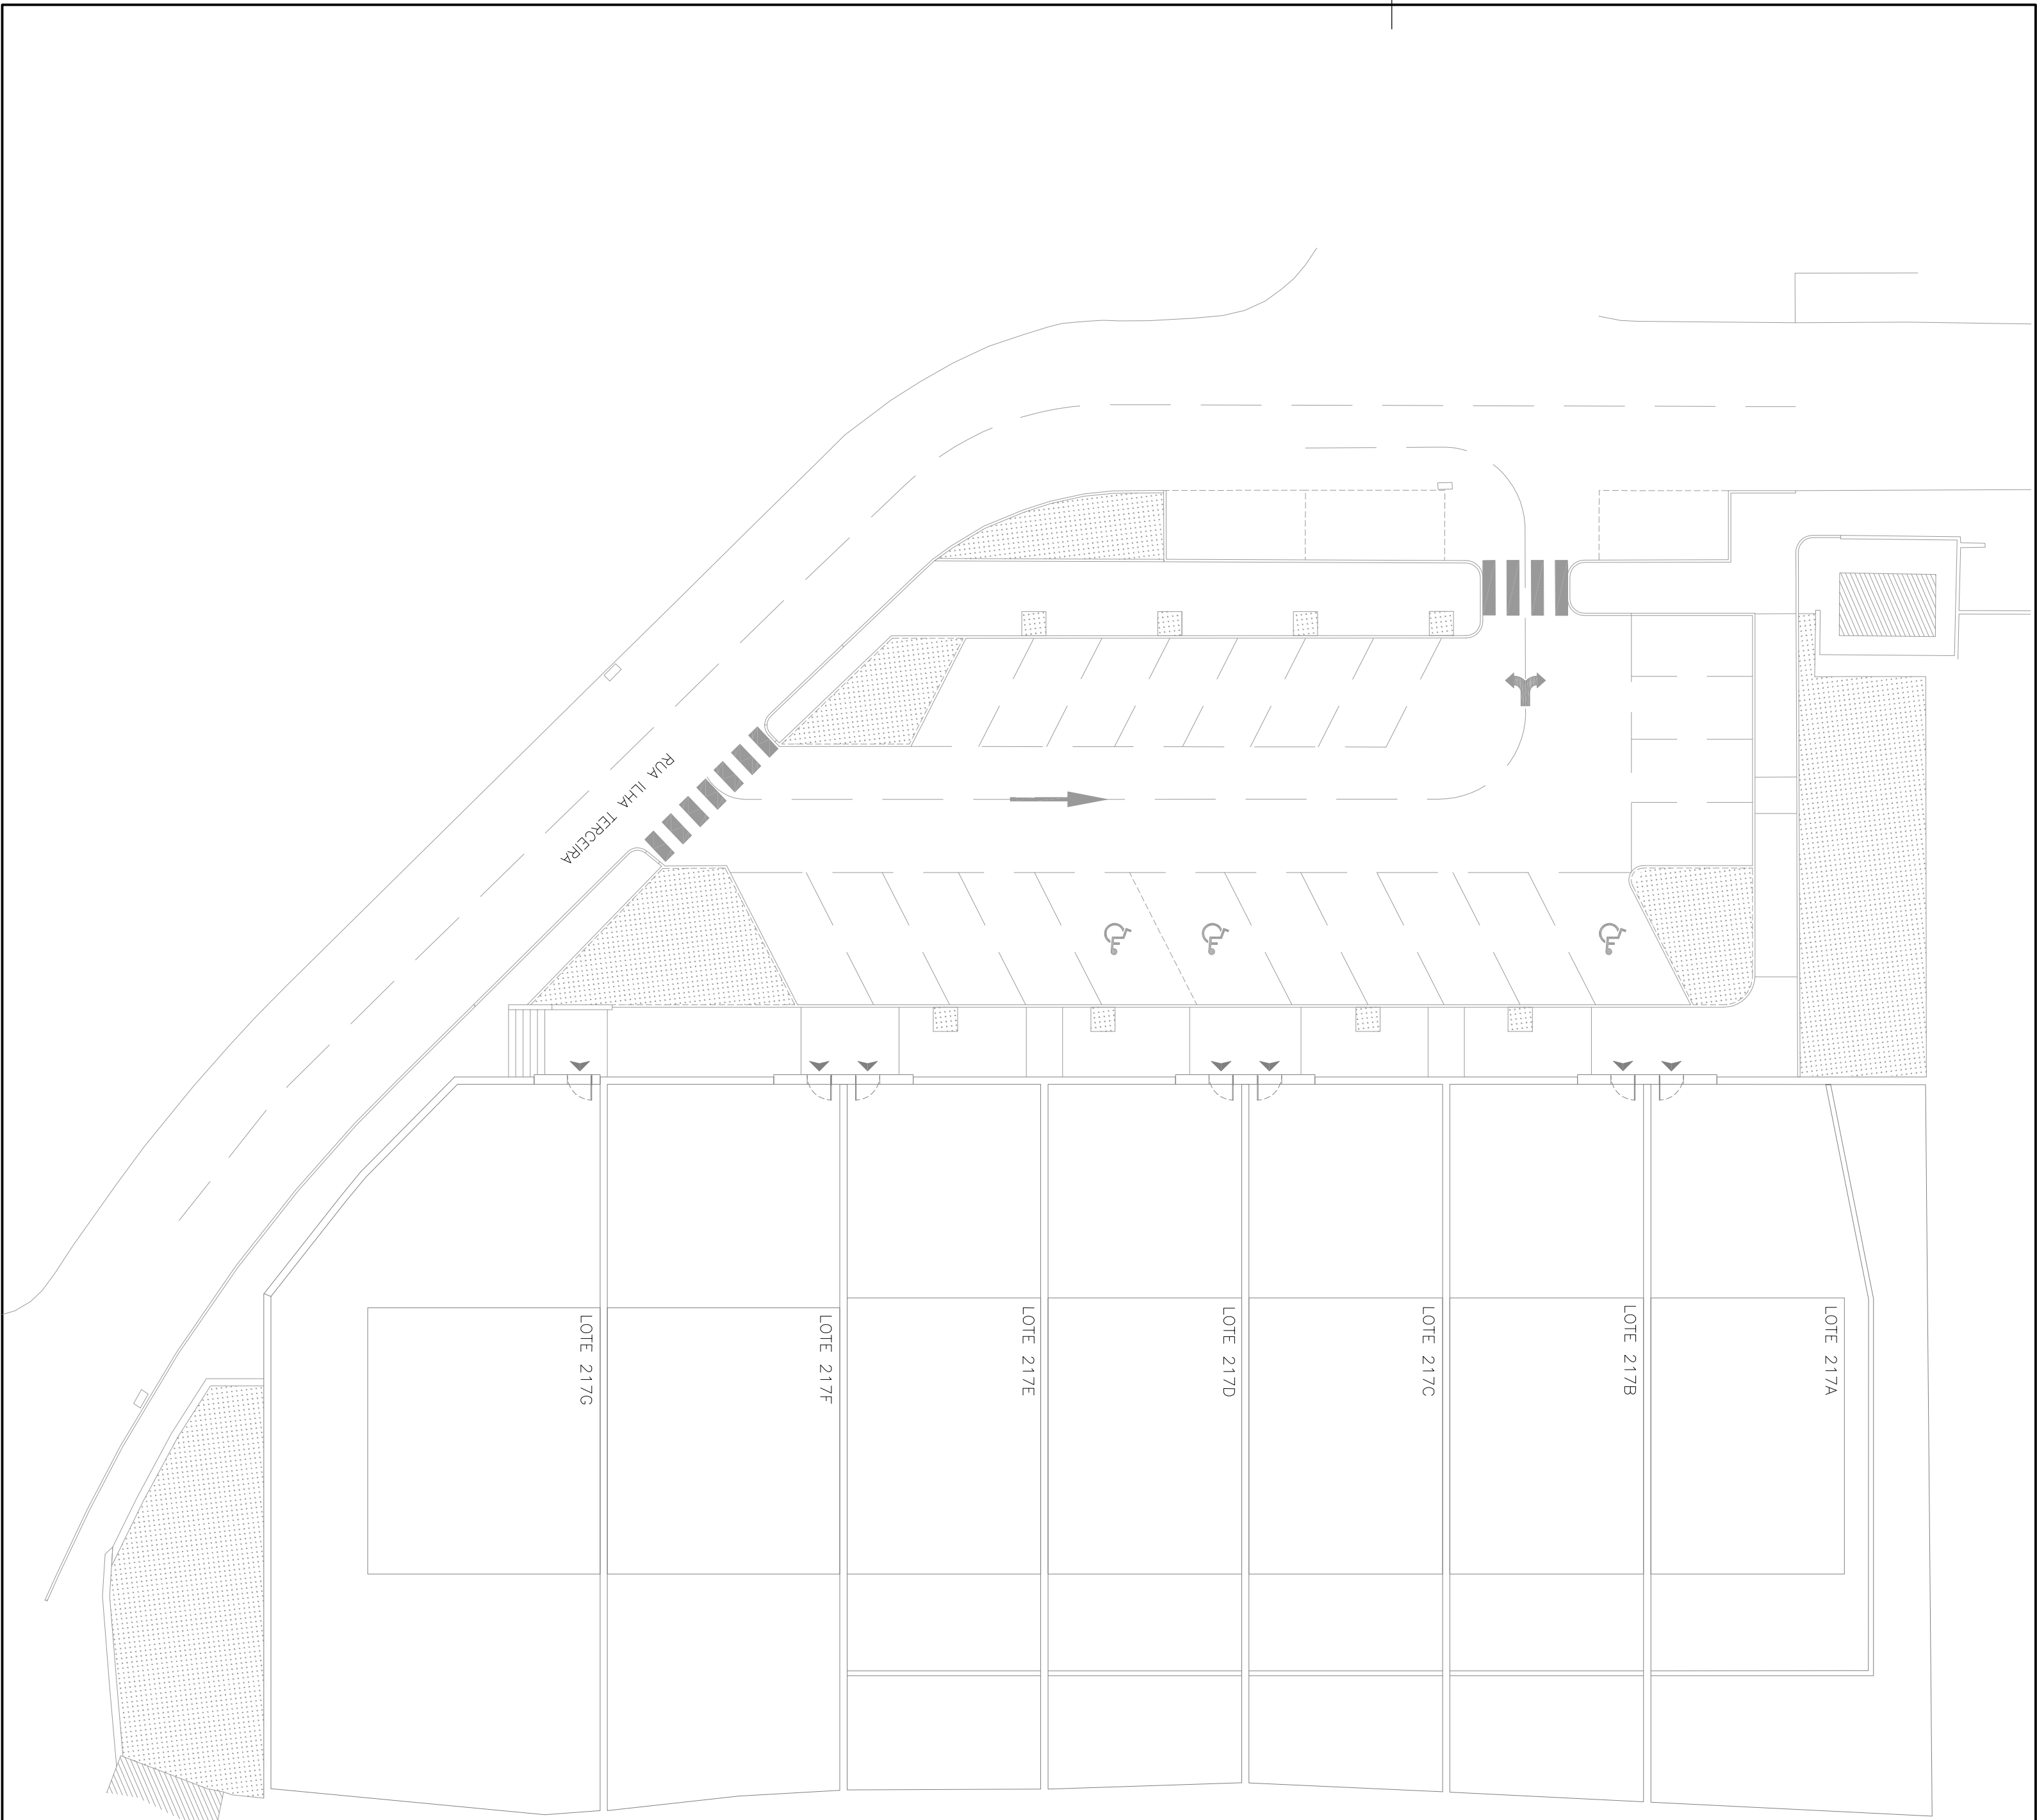 RUA ILHA TERCEIRA
LOTE 217G
LOTE 217F
LOTE 217E
LOTE 217D
LOTE 217C
LOTE 217B
LOTE 217A